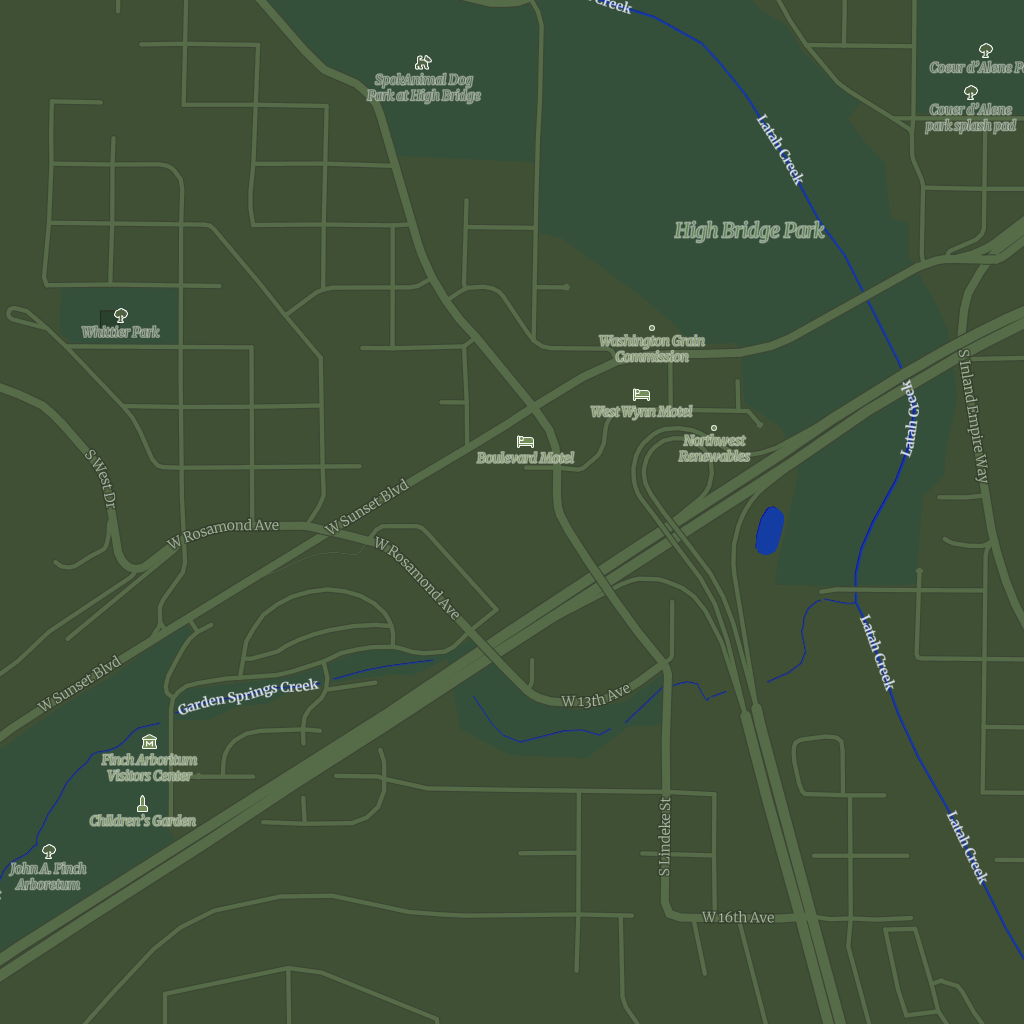 Creek
SpokAnimal Dog
Park at High Bridge
Coeur d'Alene P
Couer d'Alene
park splash pad
Latah Creek
High Bridge Park
Whittier Park
Washington Grain
Commission
West Wynn Motel
Northwest
Renewables
Boulevard Motel
Latah Creek
S Inland Empire Way
S West Dr
W Rosamond Ave
W Sunset Blvd
W Rosamond Ave
W Sunset Blvd
Garden Springs Creek
W 13th Ave
Latah Creek
Finch Arboritum
Visitors Center
Children's Garden
John A. Finch
Arboretum
S Lindeke St
Latah Creek
W 16th Ave